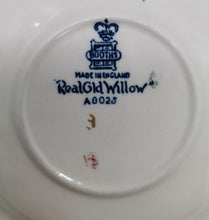 BOOTHS
MADE IN ENGLAND
"Real Old Willow"
A8025